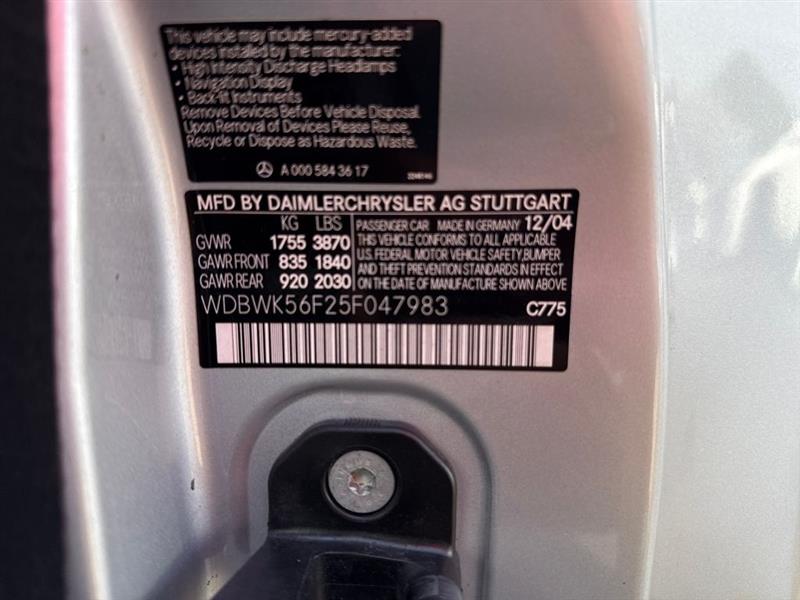 This vehicle may include mercury-added
devices installed by the manufacturer:
• High Intensity Discharge Headlamps
• Navigation Display
• Back-lit Instruments
Remove Devices Before Vehicle Disposal.
Upon Removal of Devices Please Reuse,
Recycle or Dispose as Hazardous Waste.
A 000 584 36 17
MFD BY DAIMLERCHRYSLER AG STUTTGART
KG LBS
GVWR 1755 3870
GAWR FRONT 835 1840
GAWR REAR 920 2030
PASSENGER CAR MADE IN GERMANY 12/04
THIS VEHICLE CONFORMS TO ALL APPLICABLE
U.S. FEDERAL MOTOR VEHICLE SAFETY,BUMPER
AND THEFT PREVENTION STANDARDS IN EFFECT
ON THE DATE OF MANUFACTURE SHOWN ABOVE
WDBWK56F25F047983
C775